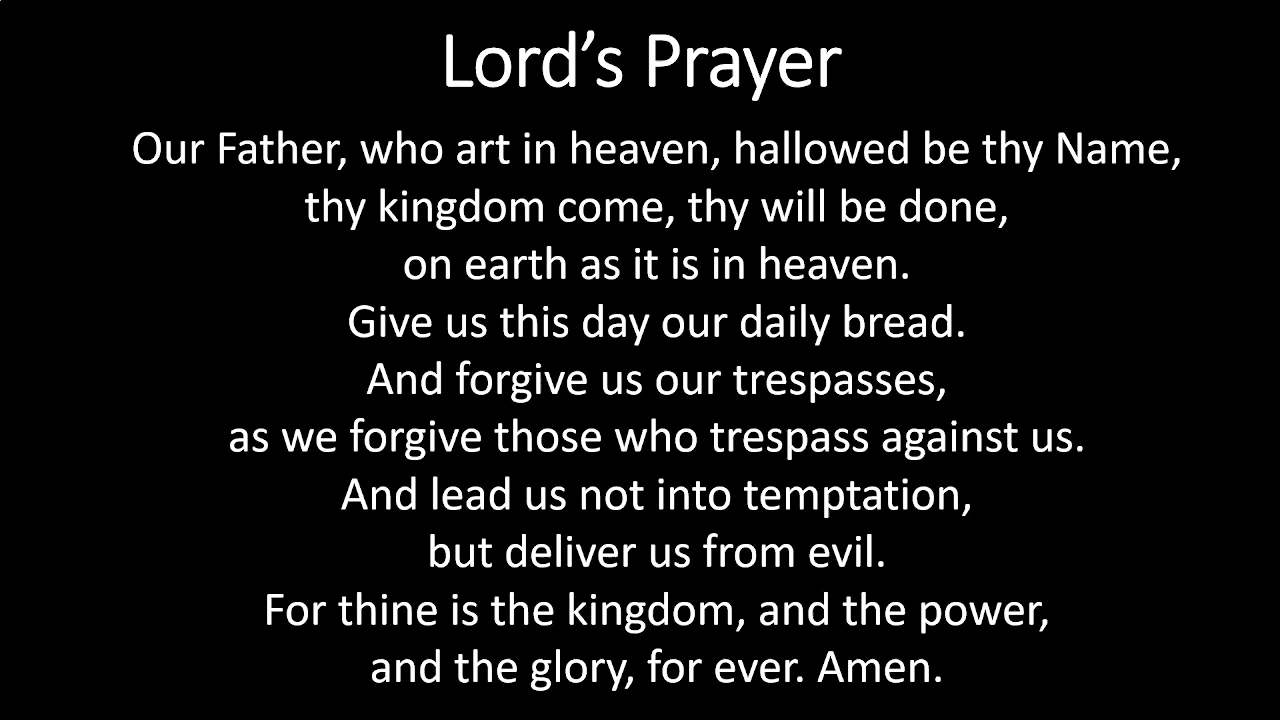 Lord’s Prayer
Our Father, who art in heaven, hallowed be thy Name,
thy kingdom come, thy will be done,
on earth as it is in heaven.
Give us this day our daily bread.
And forgive us our trespasses,
as we forgive those who trespass against us.
And lead us not into temptation,
but deliver us from evil.
For thine is the kingdom, and the power,
and the glory, for ever. Amen.